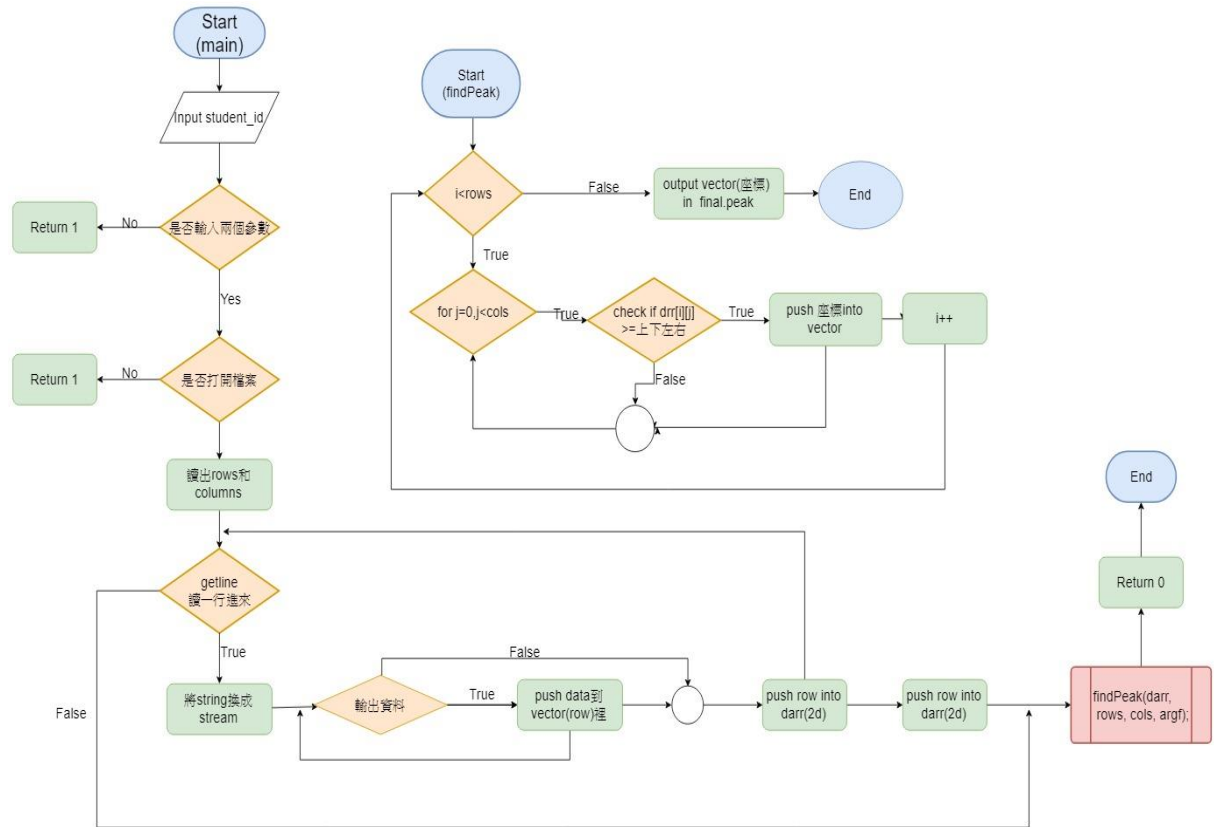 Start
(main)
Input student_id
是否輸入兩個參數
No
Return 1
Yes
是否打開檔案
No
Return 1
讀出rows和
columns
getline
讀一行進來
True
False
將string換成
stream
輸出資料
True
False
push data到
vector(row)裡
push row into
darr(2d)
push row into
darr(2d)
findPeak(darr,
rows, cols, argf);
Return 0
End
Start
(findPeak)
i<rows
False
output vector(座標)
in final.peak
End
True
for j=0,j<cols
True
check if drr[i][j]
>=上下左右
True
push 座標into
vector
i++
False